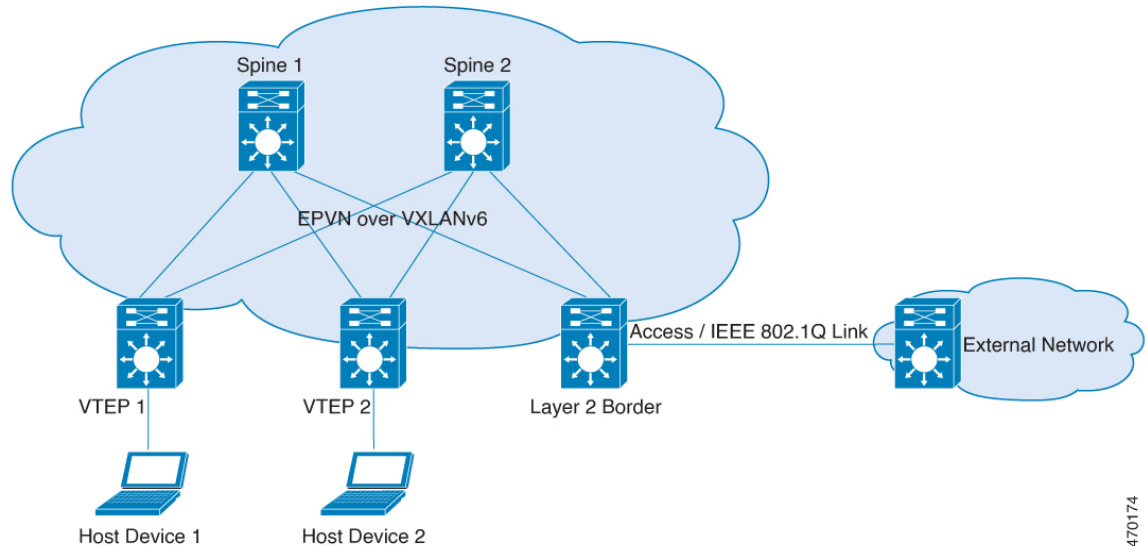 Spine 1
Spine 2
EPVN over VXLANv6
Access / IEEE 802.1Q Link
External Network
VTEP 1
VTEP 2
Layer 2 Border
Host Device 1
Host Device 2
470174